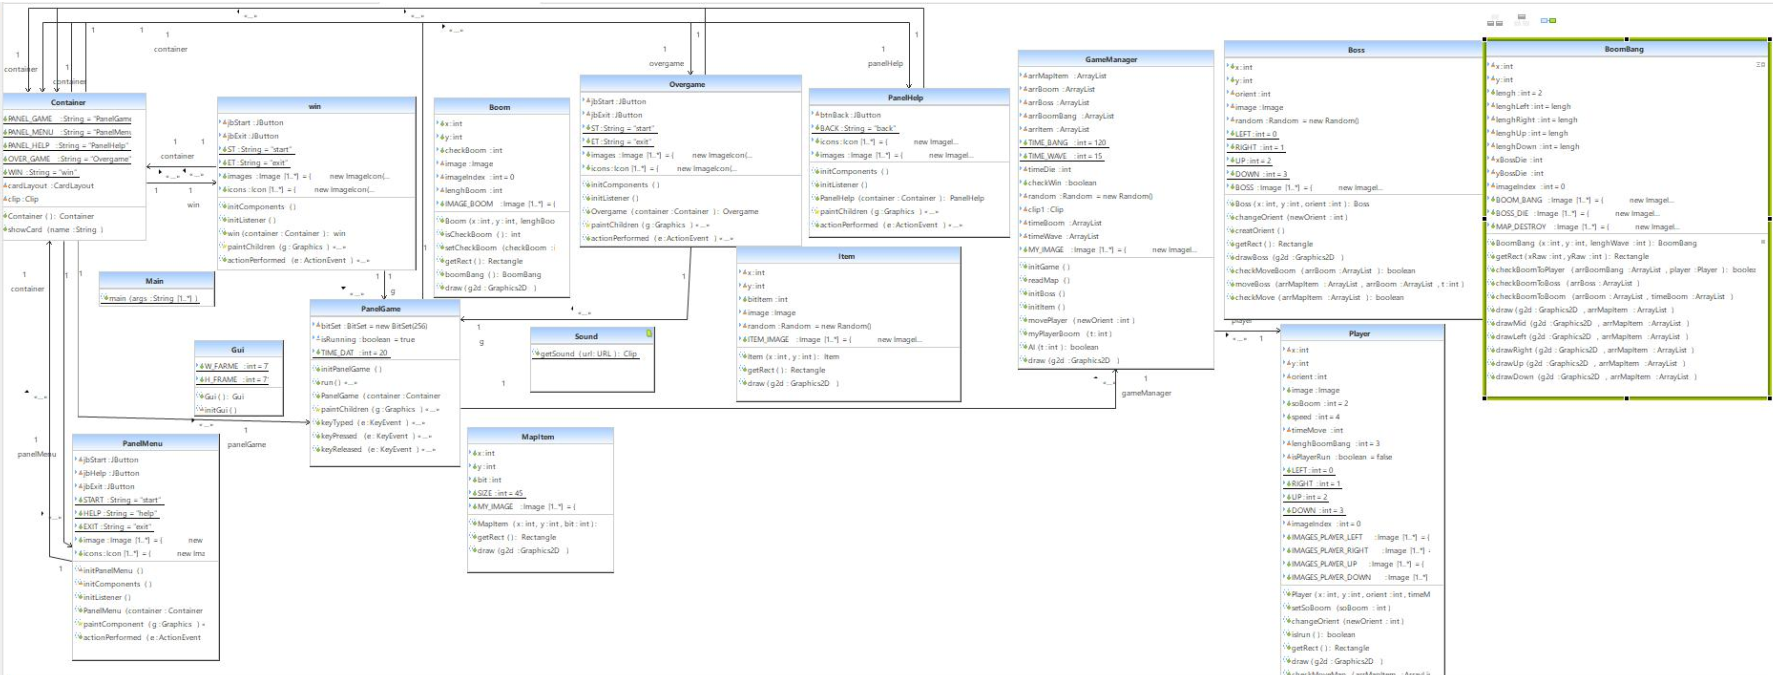 1
container
1
container
1
container
1
1
overgame
1
1
panelHelp
1
Container
PANEL_GAME : String = "PanelGame
PANEL_MENU : String = "PanelMenu
PANEL_HELP : String = "PanelHelp"
OVER_GAME : String = "Overgame"
WIN : String = "win"
cardLayout : CardLayout
clip : Clip
Container ( ) : Container
showCard (name : String )
1
1
container
1
1
win
win
jbStart : JButton
jbExit : JButton
ST : String = "start"
ET : String = "exit"
images : Image [1..*] = { new ImageIcon(...
icons : Icon [1..*] = { new ImageIcon(...
initComponents ( )
initListener ( )
win (container : Container ) : win
paintChildren (g : Graphics ) «...»
actionPerformed (e : ActionEvent ) «...»
Boom
x : int
y : int
checkBoom : int
image : Image
imageIndex : int = 0
lenghBoom : int
IMAGE_BOOM : Image [1..*] = {
Boom (x : int , y : int , lenghBoo
isCheckBoom ( ) : int
setCheckBoom (checkBoom :
getRect ( ) : Rectangle
boomBang ( ) : BoomBang
draw (g2d : Graphics2D )
Overgame
jbStart : JButton
jbExit : JButton
ST : String = "start"
ET : String = "exit"
images : Image [1..*] = { new ImageIcon(...
icons : Icon [1..*] = { new ImageIcon(...
initComponents ( )
initListener ( )
Overgame (container : Container ) : Overgame
paintChildren (g : Graphics ) «...»
actionPerformed (e : ActionEvent ) «...»
PanelHelp
btnBack : JButton
BACK : String = "back"
icons : Icon [1..*] = { new ImageI...
images : Image [1..*] = { new ImageI...
initComponents ( )
initListener ( )
PanelHelp (container : Container ) : PanelHelp
paintChildren (g : Graphics ) «...»
actionPerformed (e : ActionEvent ) «...»
GameManager
arrMapItem : ArrayList
arrBoom : ArrayList
arrBoss : ArrayList
arrBoomBang : ArrayList
arrItem : ArrayList
TIME_BANG : int = 120
TIME_WAVE : int = 15
timeDie : int
checkWin : boolean
random : Random = new Random()
clip1 : Clip
timeBoom : ArrayList
timeWave : ArrayList
MY_IMAGE : Image [1..*] = { new ImageI...
initGame ( )
readMap ( )
initBoss ( )
initItem ( )
movePlayer (newOrient : int )
myPlayerBoom (t : int )
AI (t : int ) : boolean
draw (g2d : Graphics2D )
Boss
x : int
y : int
orient : int
image : Image
random : Random = new Random()
LEFT : int = 0
RIGHT : int = 1
UP : int = 2
DOWN : int = 3
BOSS : Image [1..*] = { new ImageI...
Boss (x : int , y : int , orient : int ) : Boss
changeOrient (newOrient : int )
creatOrient ( )
getRect ( ) : Rectangle
drawBoss (g2d : Graphics2D )
checkMoveBoom (arrBoom : ArrayList ) : boolean
moveBoss (arrMapItem : ArrayList , arrBoom : ArrayList , t : int )
checkMove (arrMapItem : ArrayList ) : boolean
BoomBang
x : int
y : int
lengh : int = 2
lenghLeft : int = lengh
lenghRight : int = lengh
lenghUp : int = lengh
lenghDown : int = lengh
xBossDie : int
yBossDie : int
imageIndex : int = 0
BOOM_BANG : Image [1..*] = { new ImageI...
BOSS_DIE : Image [1..*] = { new ImageI...
MAP_DESTROY : Image [1..*] = { new ImageI...
BoomBang (x : int , y : int , lenghWave : int ) : BoomBang
getRect (xRaw : int , yRaw : int ) : Rectangle
checkBoomToPlayer (arrBoomBang : ArrayList , player : Player ) : boolea
checkBoomToBoss (arrBoss : ArrayList )
checkBoomToBoom (arrBoom : ArrayList , timeBoom : ArrayList )
draw (g2d : Graphics2D , arrMapItem : ArrayList )
drawMid (g2d : Graphics2D , arrMapItem : ArrayList )
drawLeft (g2d : Graphics2D , arrMapItem : ArrayList )
drawRight (g2d : Graphics2D , arrMapItem : ArrayList )
drawUp (g2d : Graphics2D , arrMapItem : ArrayList )
drawDown (g2d : Graphics2D , arrMapItem : ArrayList )
Main
main (args : String [1..*] )
Gui
W_FARME : int = 7
H_FRAME : int = 7
Gui ( ) : Gui
initGui ( )
PanelGame
bitSet : BitSet = new BitSet(256)
isRunning : boolean = true
TIME_DAT : int = 20
initPanelGame ( )
run ( ) «...»
PanelGame (container : Container
paintChildren (g : Graphics ) «...»
keyTyped (e : KeyEvent ) «...»
keyPressed (e : KeyEvent ) «...»
keyReleased (e : KeyEvent ) «...»
Sound
getSound (url : URL ) : Clip
Item
x : int
y : int
bitItem : int
image : Image
random : Random = new Random()
ITEM_IMAGE : Image [1..*] = { new ImageI...
Item (x : int , y : int ) : Item
getRect ( ) : Rectangle
draw (g2d : Graphics2D )
1
container
1
panelMenu
1
panelGame
1
g
1
g
1
1
gameManager
1
PanelMenu
jbStart : JButton
jbHelp : JButton
jbExit : JButton
START : String = "start"
HELP : String = "help"
EXIT : String = "exit"
image : Image [1..*] = { new
icons : Icon [1..*] = { new Ima
initPanelMenu ( )
initComponents ( )
initListener ( )
PanelMenu (container : Container
paintComponent (g : Graphics ) «
actionPerformed (e : ActionEvent
MapItem
x : int
y : int
bit : int
SIZE : int = 45
MY_IMAGE : Image [1..*] = {
MapItem (x : int , y : int , bit : int ) :
getRect ( ) : Rectangle
draw (g2d : Graphics2D )
Player
x : int
y : int
orient : int
image : Image
soBoom : int = 2
speed : int = 4
timeMove : int
lenghBoomBang : int = 3
isPlayerRun : boolean = false
LEFT : int = 0
RIGHT : int = 1
UP : int = 2
DOWN : int = 3
imageIndex : int = 0
IMAGES_PLAYER_LEFT : Image [1..*] = {
IMAGES_PLAYER_RIGHT : Image [1..*]
IMAGES_PLAYER_UP : Image [1..*] = {
IMAGES_PLAYER_DOWN : Image [1..*]
Player (x : int , y : int , orient : int , timeM
setSoBoom (soBoom : int )
changeOrient (newOrient : int )
isIrun ( ) : boolean
getRect ( ) : Rectangle
draw (g2d : Graphics2D )